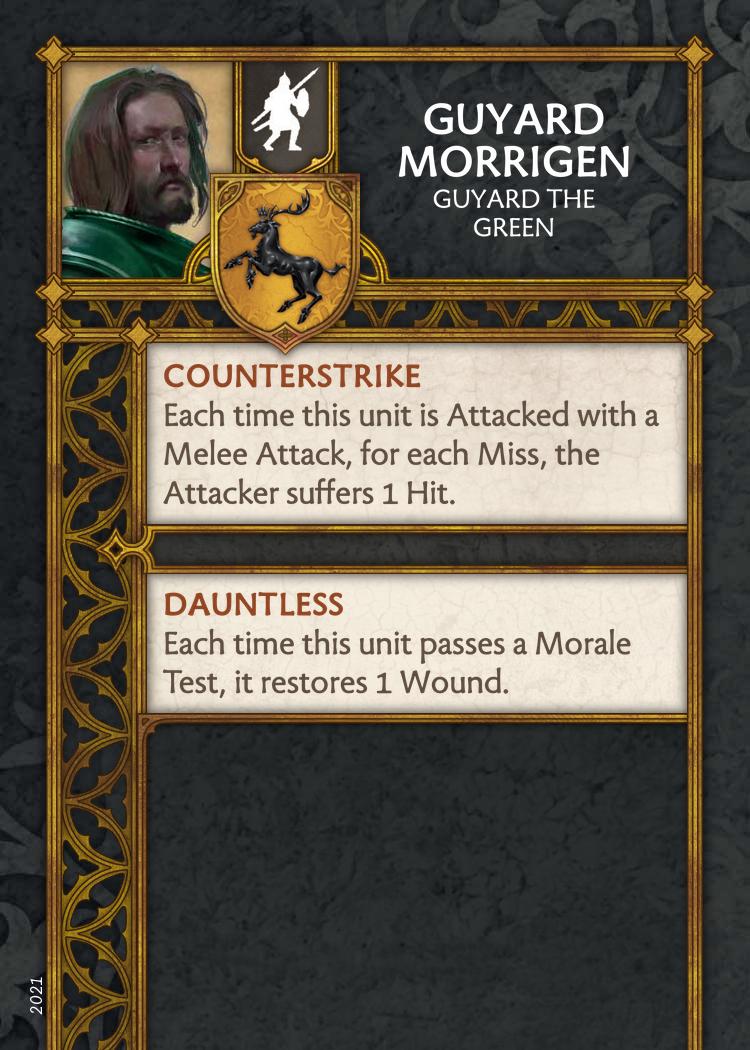 GUYARD
MORRIGEN
GUYARD THE
GREEN
COUNTERSTRIKE
Each time this unit is Attacked with a
Melee Attack, for each Miss, the
Attacker suffers 1 Hit.
DAUNTLESS
Each time this unit passes a Morale
Test, it restores 1 Wound.
2021